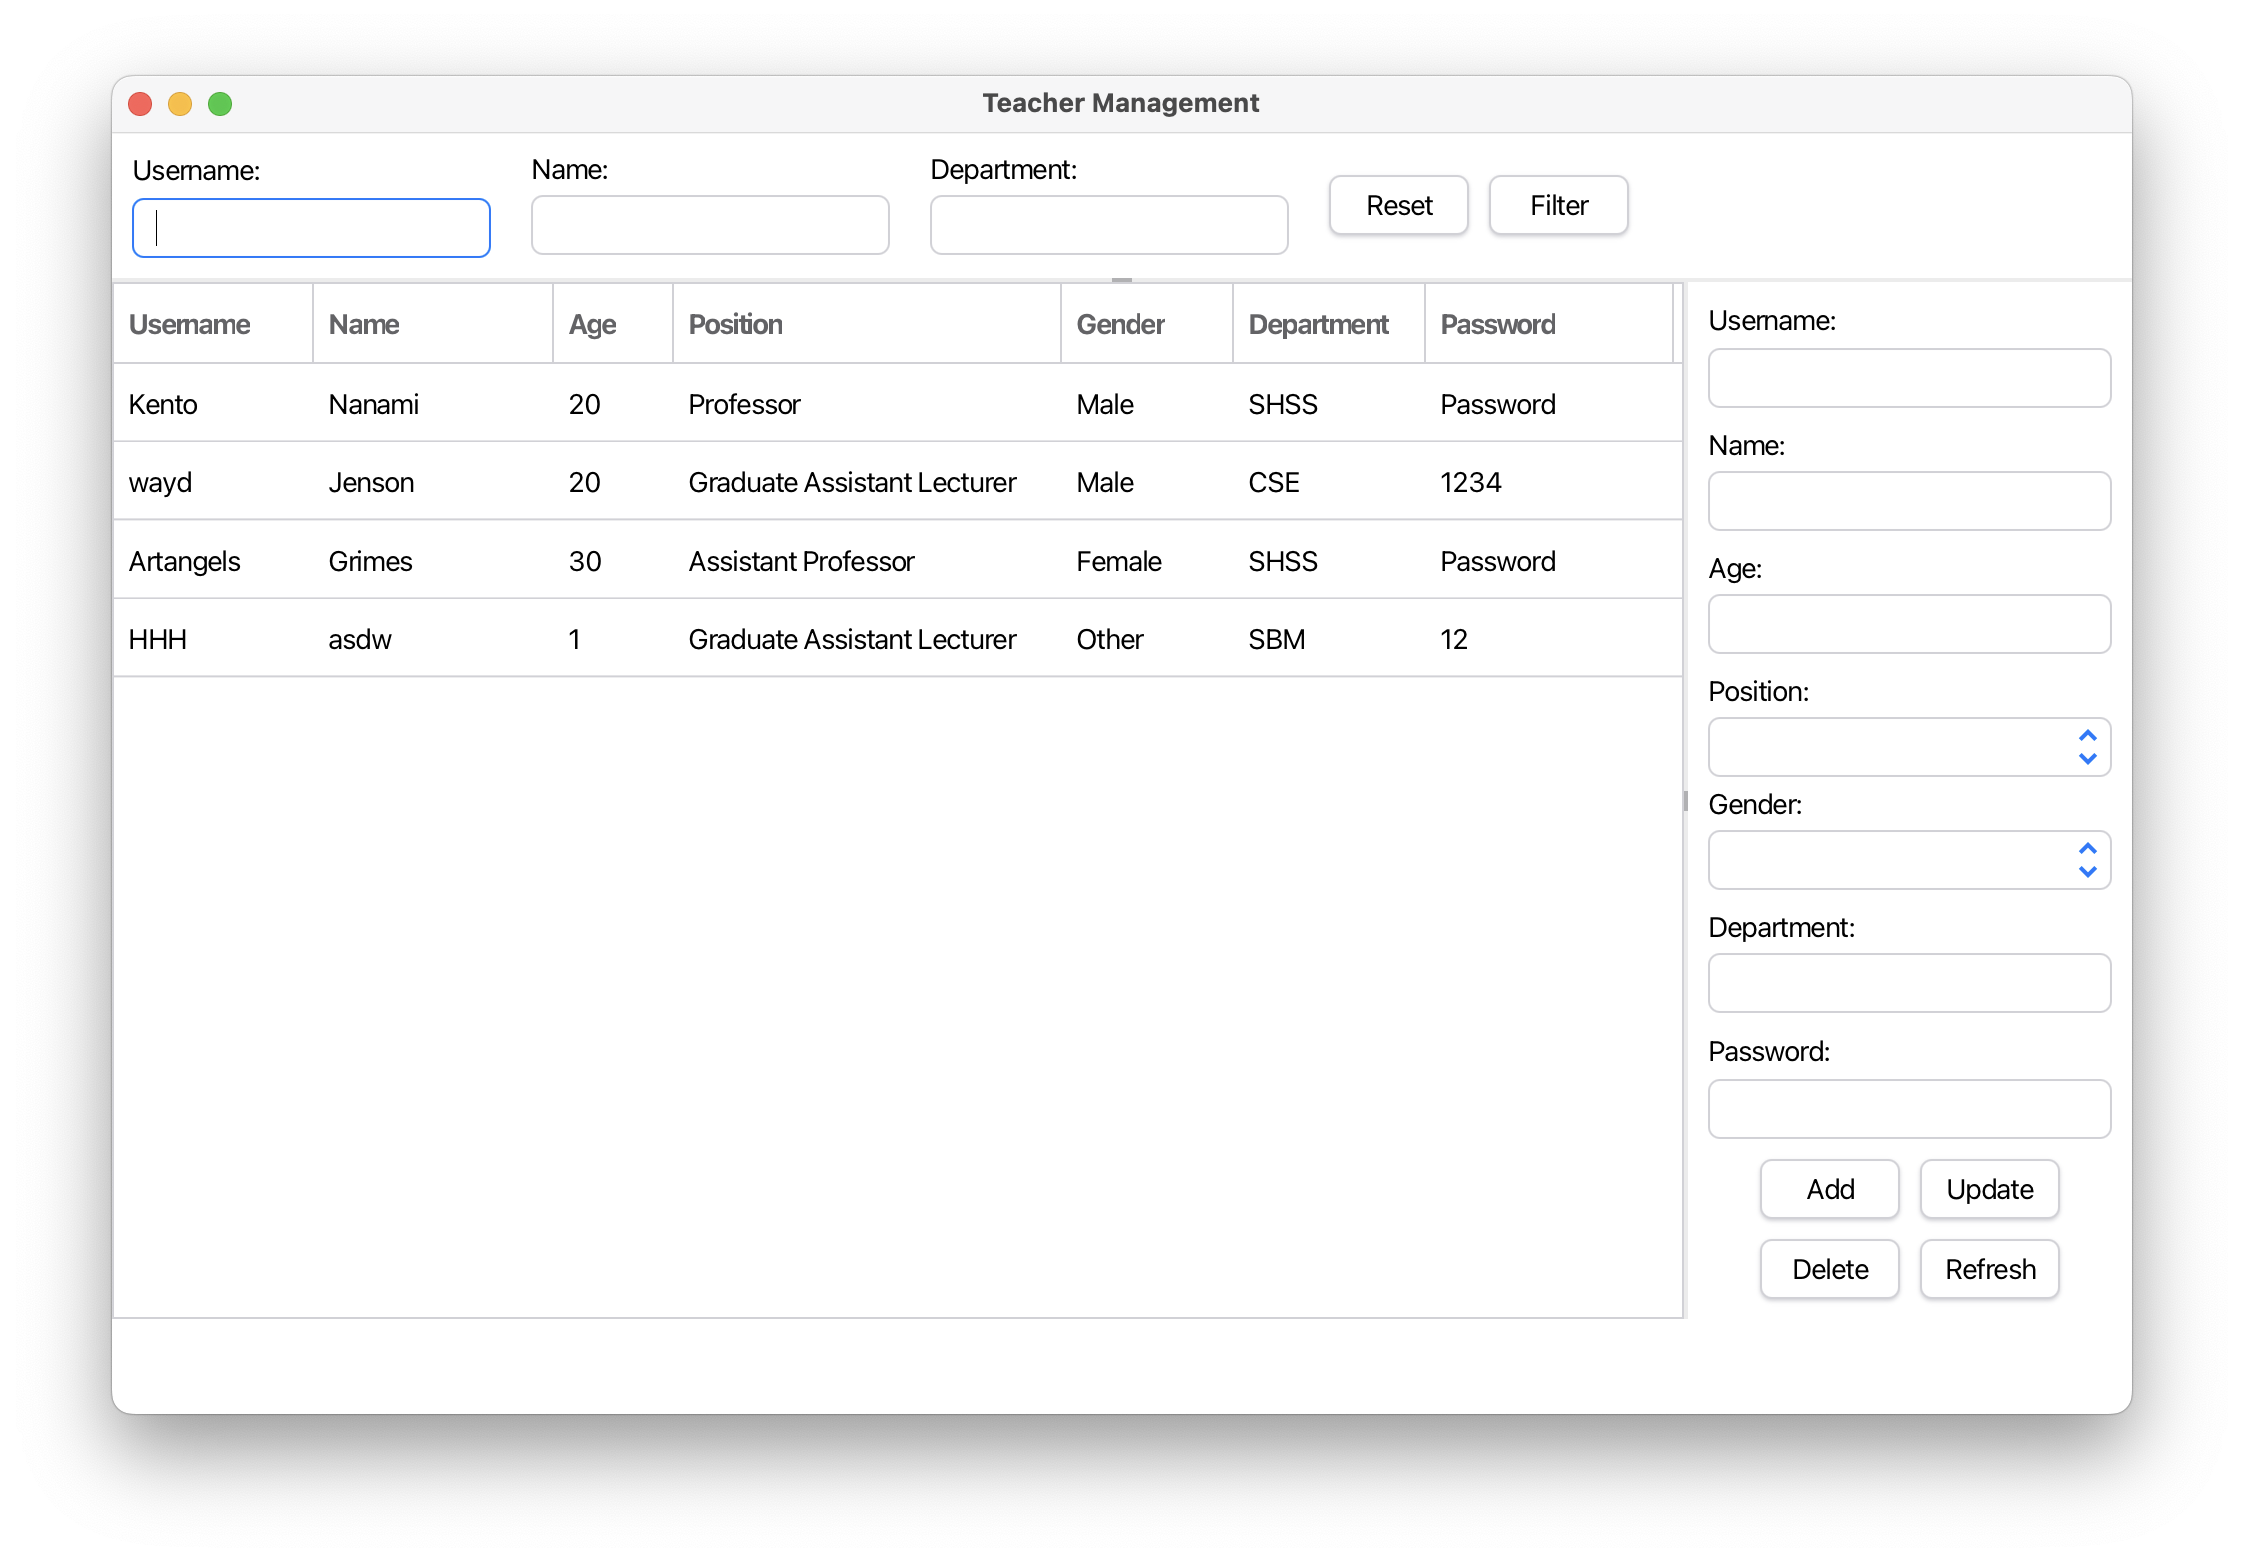 Teacher Management
Username: Name: Department:
Reset Filter
Username Name Age Position Gender Department Password
Kento Nanami 20 Professor Male SHSS Password
wayd Jenson 20 Graduate Assistant Lecturer Male CSE 1234
Artangels Grimes 30 Assistant Professor Female SHSS Password
HHH asdw 1 Graduate Assistant Lecturer Other SBM 12
Username:
Name:
Age:
Position:
Gender:
Department:
Password:
Add Update
Delete Refresh